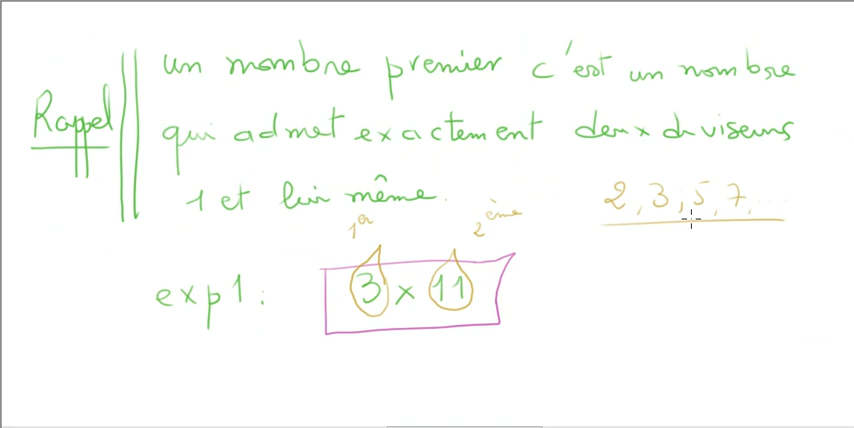 un nombre premier c'est un nombre
Rappel
qui admet exactement deux diviseurs
1 et lui même.
2, 3, 5, 7, ....
1er
2ème
exp1: 3 x 11